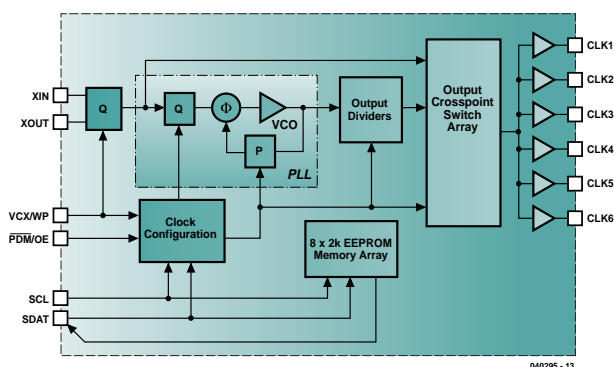 XIN
XOUT
VCX/WP
PDM/OE
SCL
SDAT
Q
Q
Φ
VCO
P
PLL
Clock
Configuration
Output
Dividers
8 x 2k EEPROM
Memory Array
Output
Crosspoint
Switch
Array
CLK1
CLK2
CLK3
CLK4
CLK5
CLK6
040295 - 13